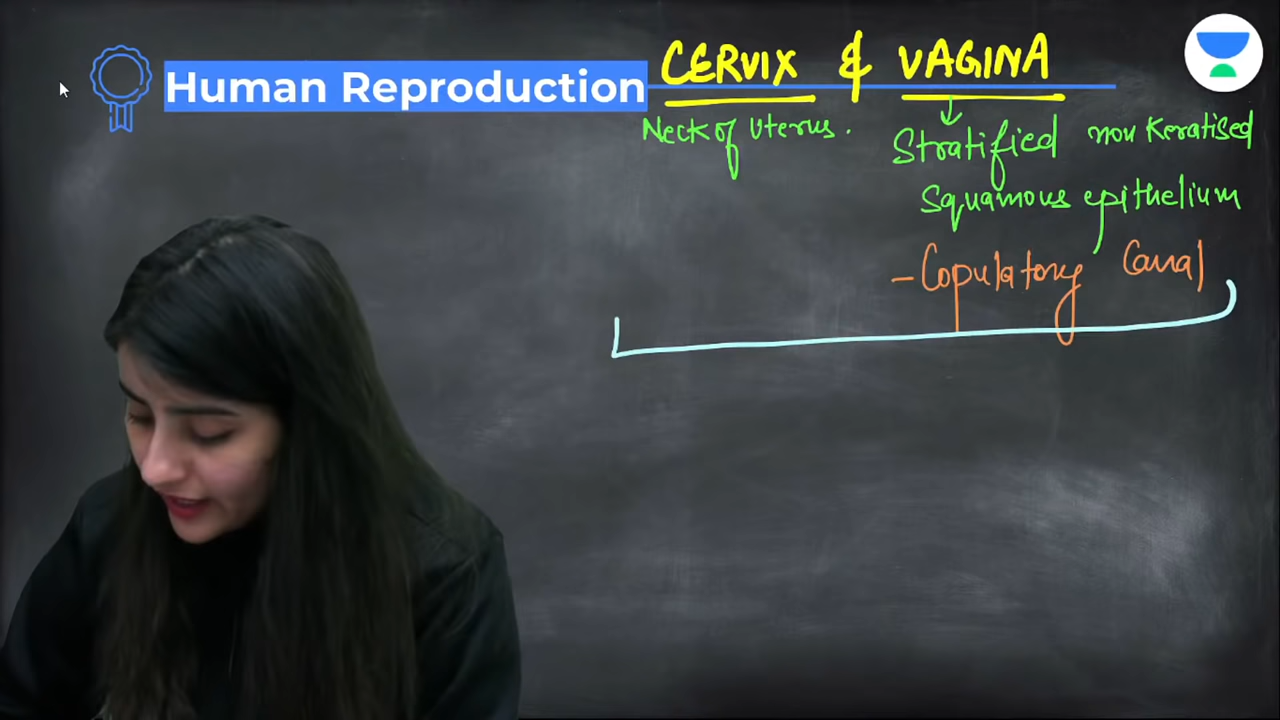 Human Reproduction
CERVIX & VAGINA
Neck of Uterus.
Stratified non Keratised
Squamous epithelium
- Copulatory Canal